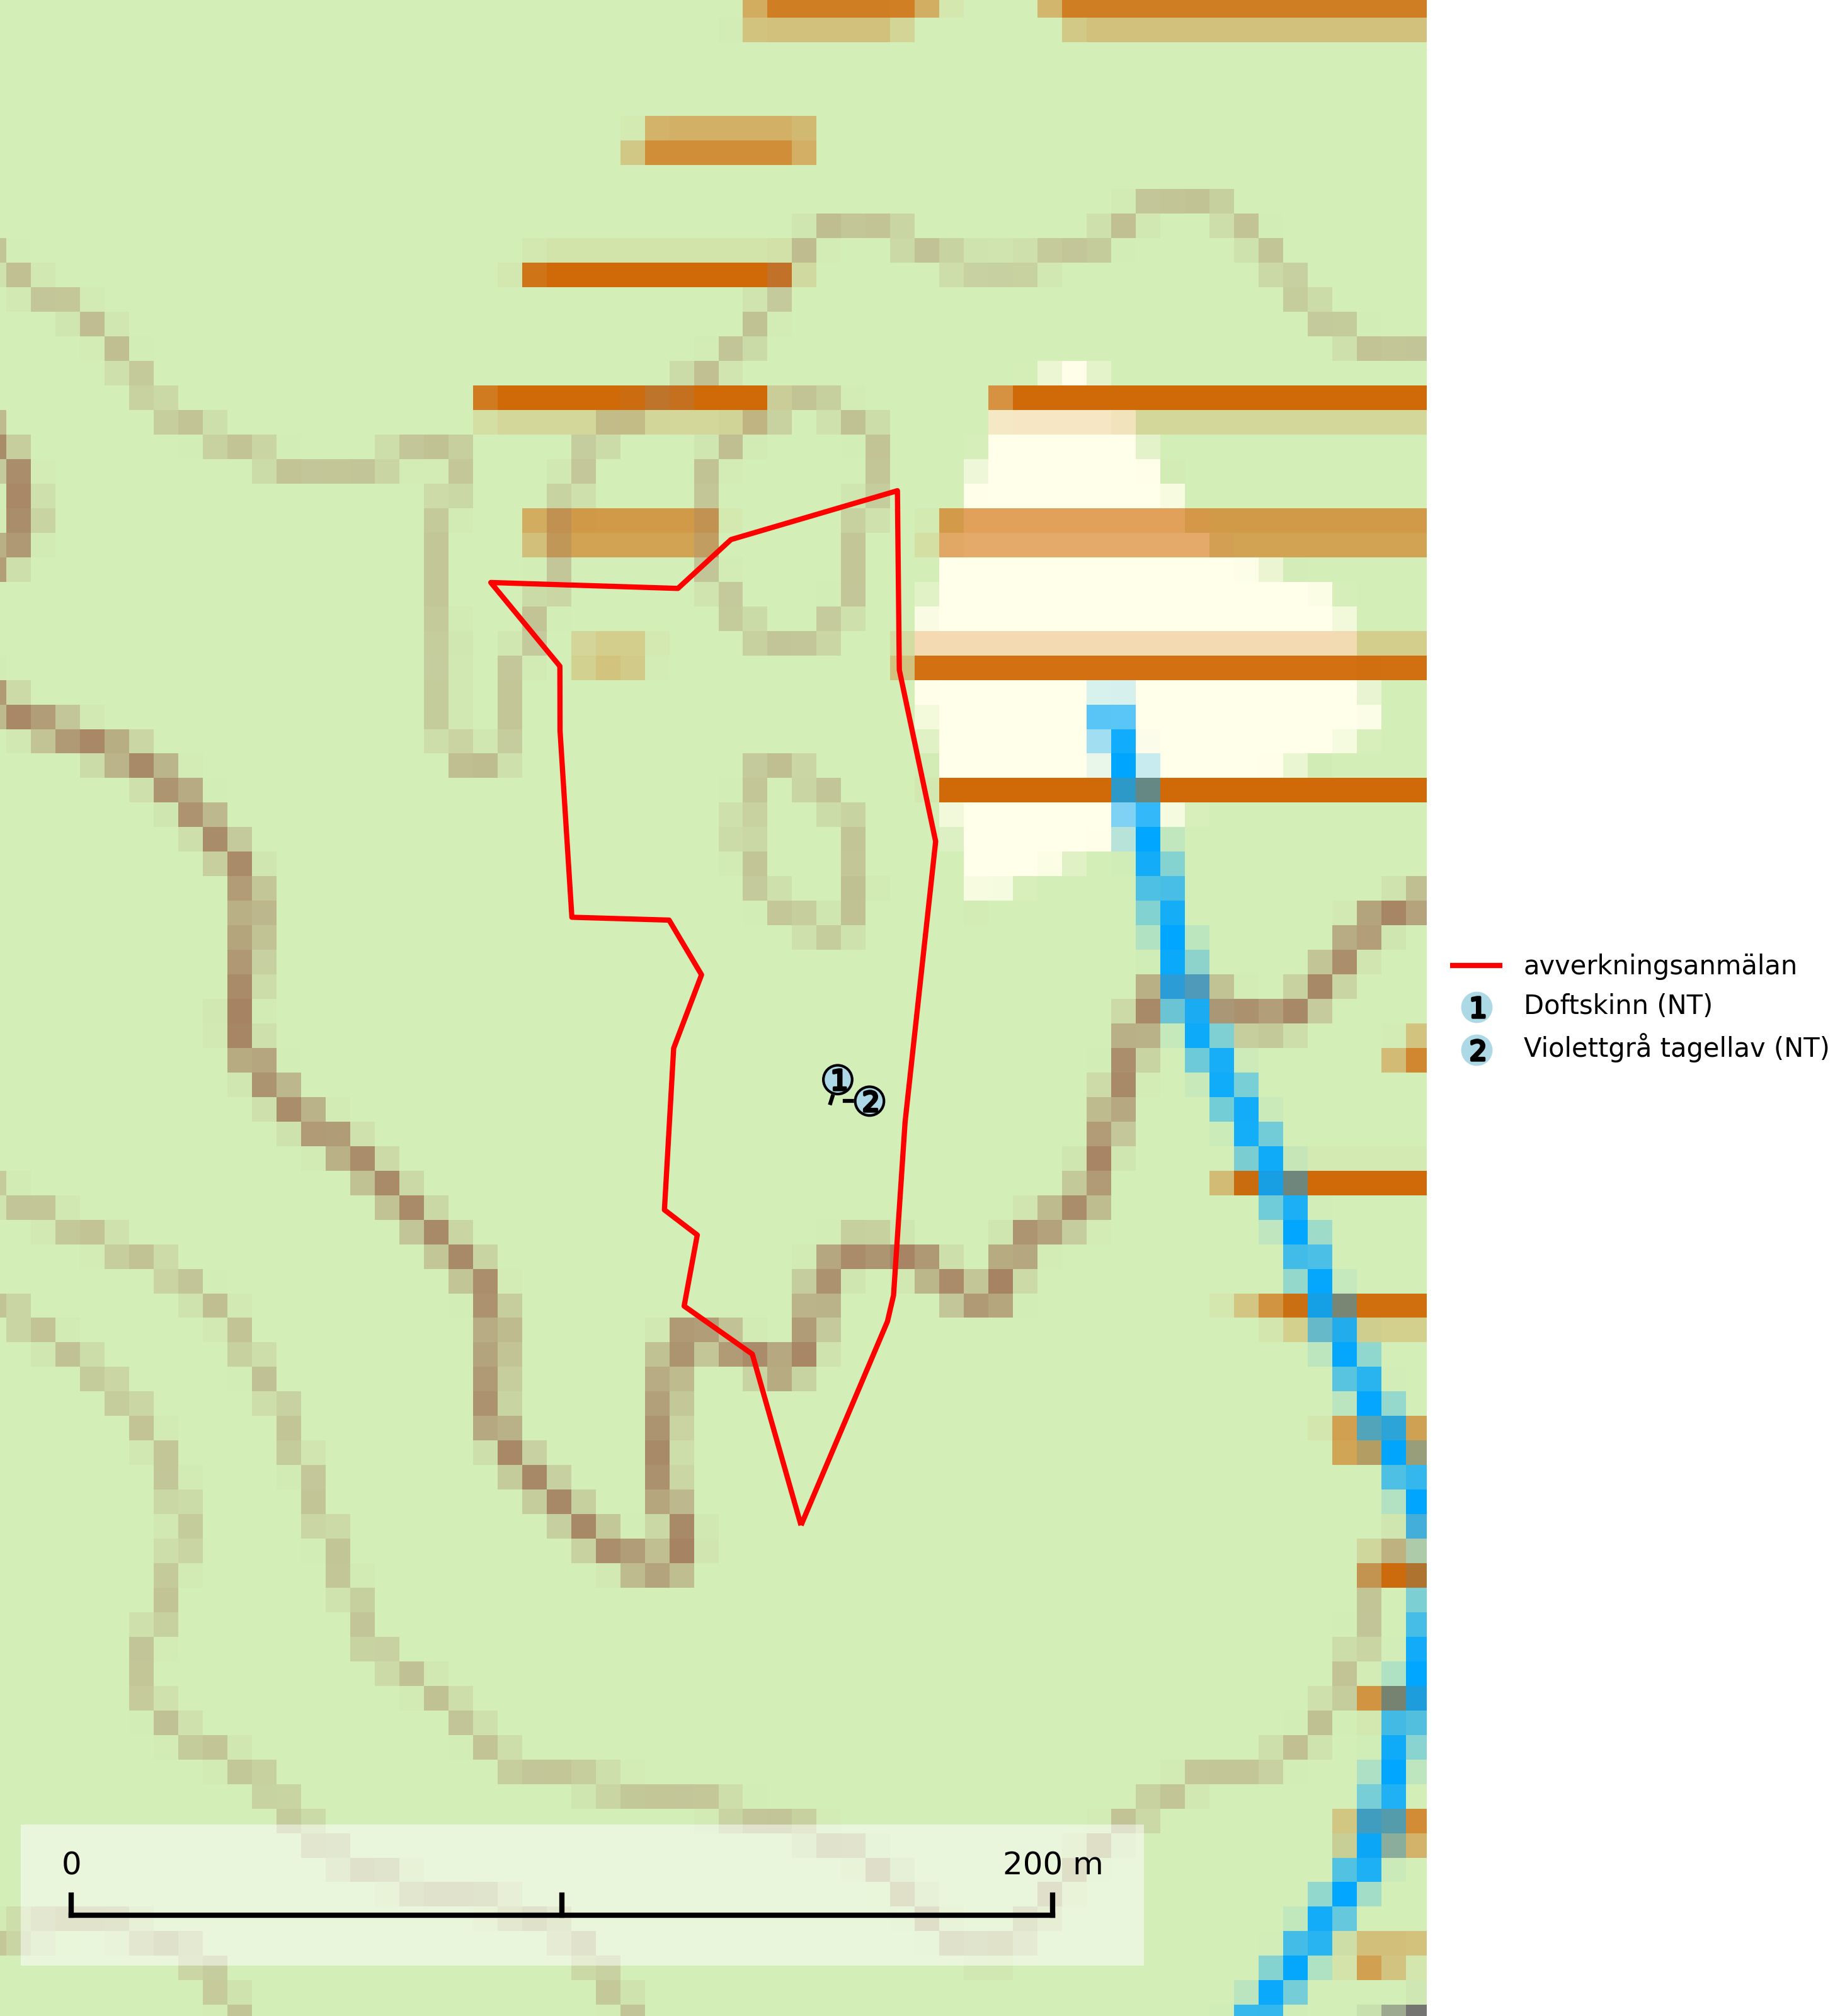 avverkningsanmälan
1 Doftskinn (NT)
2 Violettgrå tagellav (NT)
1
2
0 200 m